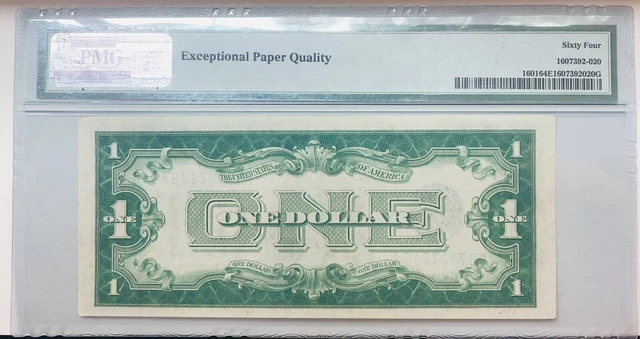 PMG
Exceptional Paper Quality
Sixty Four
1607392-020
160164E1607392020G
1 1
THE UNITED STATES OF AMERICA
ONE
ONE 1 ONE DOLLAR ONE 1
ONE DOLLAR ONE DOLLAR
1 1